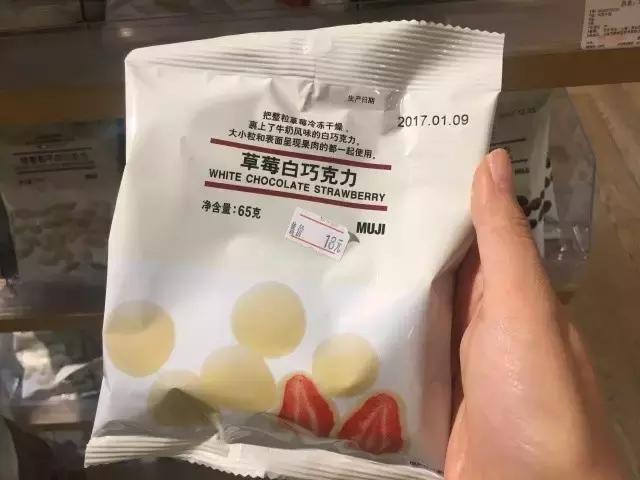 生产日期
2017.01.09
把整粒草莓冷冻干燥，
裹上了牛奶风味的白巧克力。
大小粒和表面呈现果肉的都一起使用。
草莓白巧克力
WHITE CHOCOLATE STRAWBERRY
净含量:65克
MUJI
18元